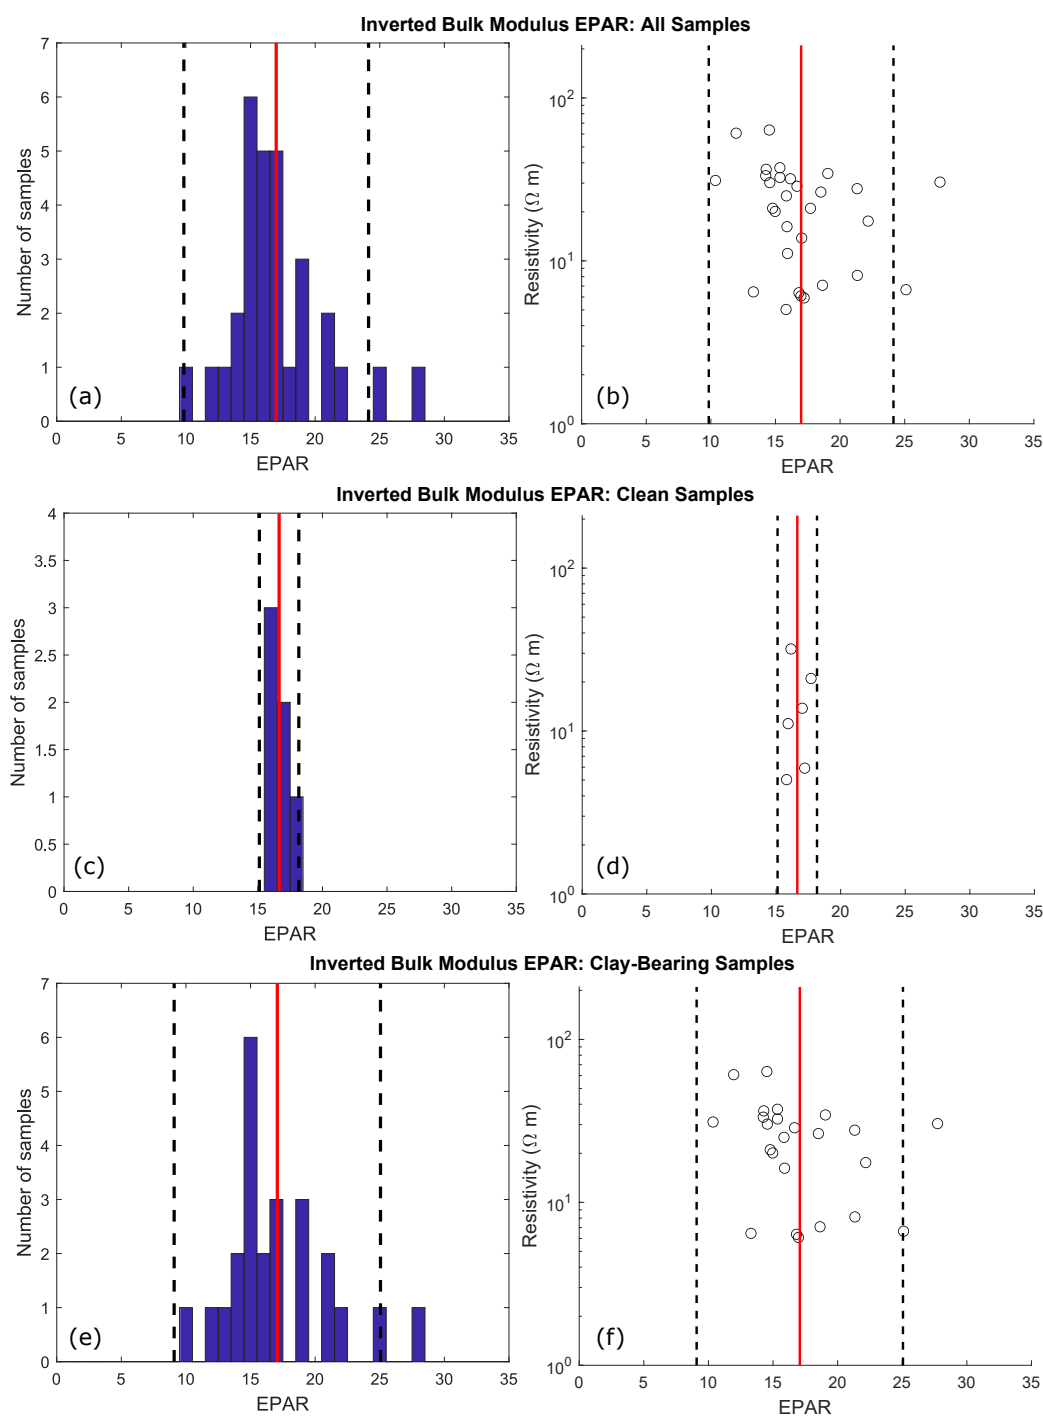 Inverted Bulk Modulus EPAR: All Samples
Number of samples
7
6
5
4
3
2
1
0
(a)
0 5 10 15 20 25 30 35
EPAR
Resistivity (Ω m)
10^2
10^1
10^0
(b)
0 5 10 15 20 25 30 35
EPAR
Inverted Bulk Modulus EPAR: Clean Samples
Number of samples
4
3.5
3
2.5
2
1.5
1
0.5
0
(c)
0 5 10 15 20 25 30 35
EPAR
Resistivity (Ω m)
10^2
10^1
10^0
(d)
0 5 10 15 20 25 30 35
EPAR
Inverted Bulk Modulus EPAR: Clay-Bearing Samples
Number of samples
7
6
5
4
3
2
1
0
(e)
0 5 10 15 20 25 30 35
EPAR
Resistivity (Ω m)
10^2
10^1
10^0
(f)
0 5 10 15 20 25 30 35
EPAR